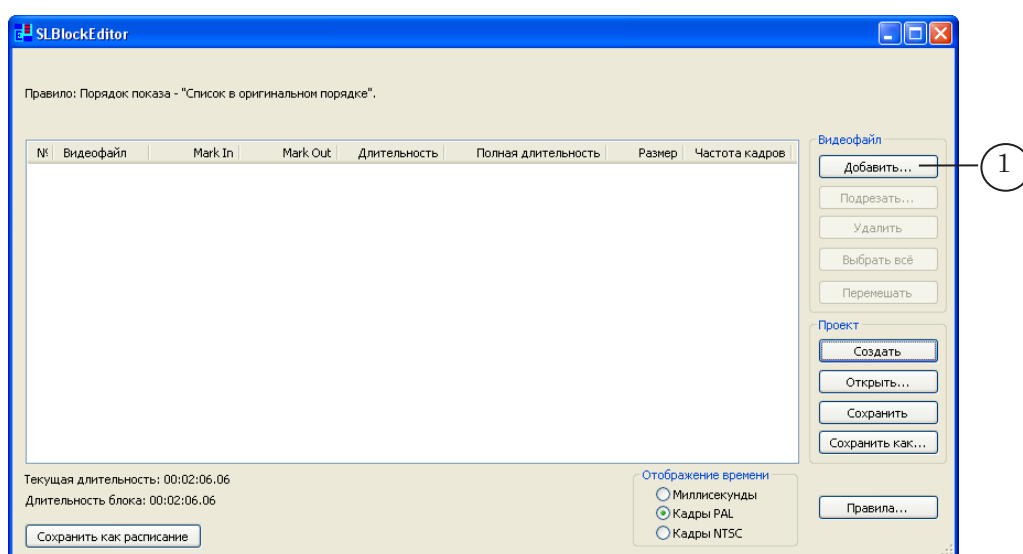 SLBlockEditor
Правило: Порядок показа - "Список в оригинальном порядке".
№ Видеофайл Mark In Mark Out Длительность Полная длительность Размер Частота кадров
Видеофайл
Добавить...
1
Подрезать...
Удалить
Выбрать всё
Перемешать
Проект
Создать
Открыть...
Сохранить
Сохранить как...
Текущая длительность: 00:02:06.06
Длительность блока: 00:02:06.06
Сохранить как расписание
Отображение времени
Миллисекунды
Кадры PAL
Кадры NTSC
Правила...